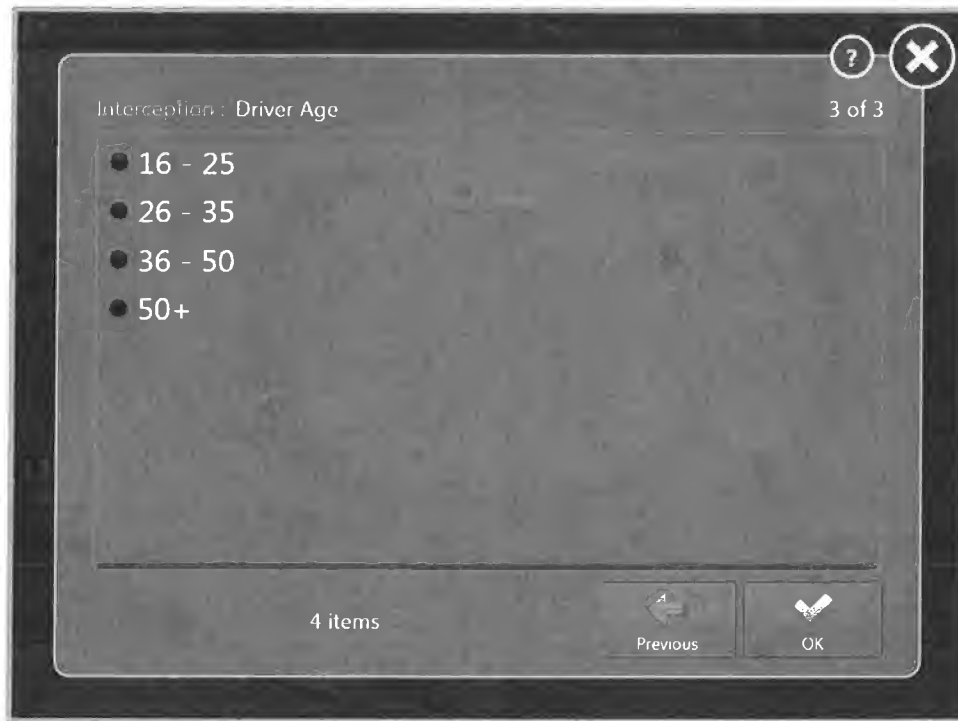 ?
Interception : Driver Age
3 of 3
16 - 25
26 - 35
36 - 50
50+
4 items
Previous
OK